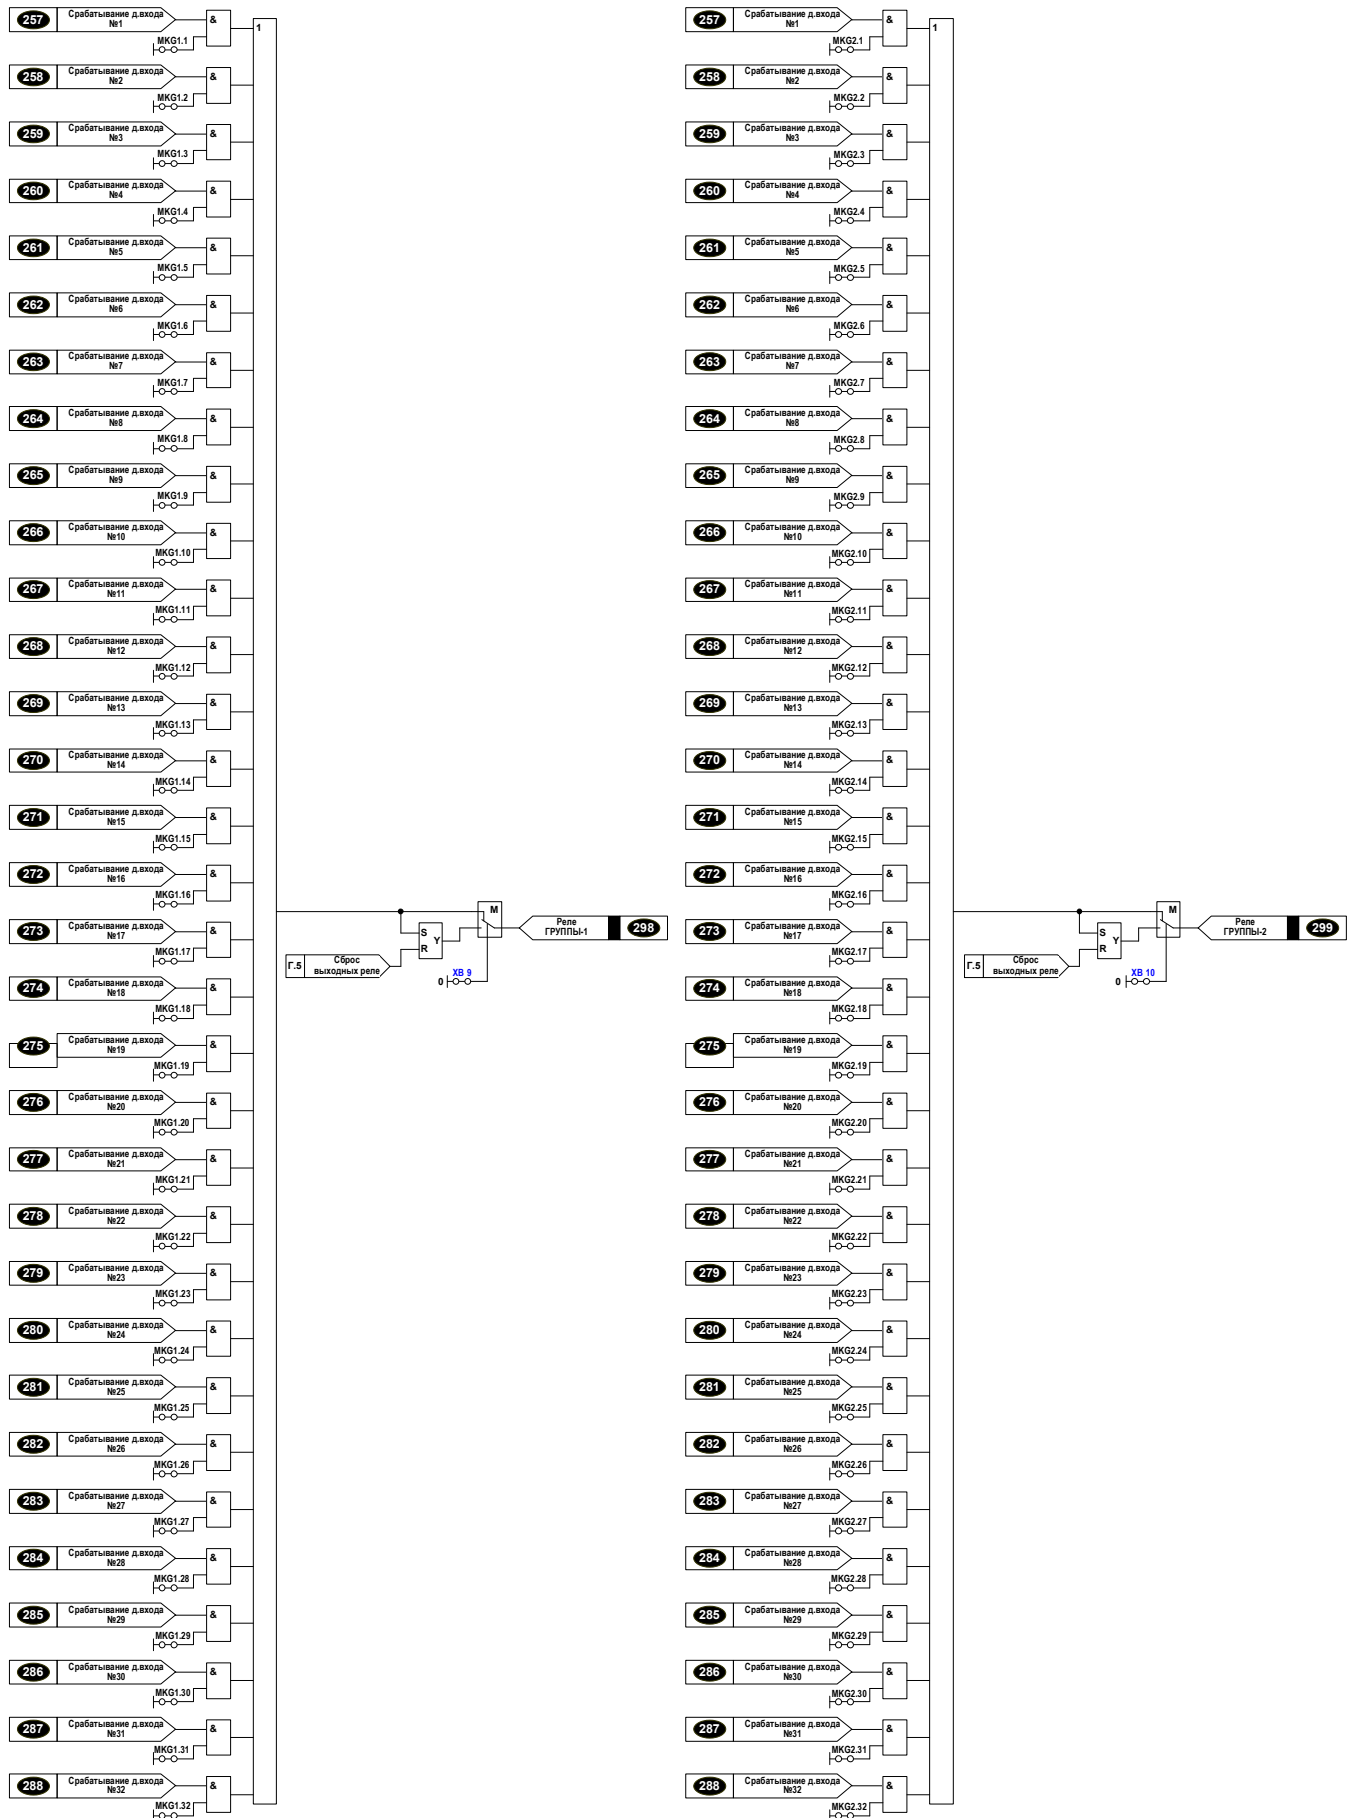 257 Срабатывание д.входа №1 & 1
MKG1.1
258 Срабатывание д.входа №2 &
MKG1.2
259 Срабатывание д.входа №3 &
MKG1.3
260 Срабатывание д.входа №4 &
MKG1.4
261 Срабатывание д.входа №5 &
MKG1.5
262 Срабатывание д.входа №6 &
MKG1.6
263 Срабатывание д.входа №7 &
MKG1.7
264 Срабатывание д.входа №8 &
MKG1.8
265 Срабатывание д.входа №9 &
MKG1.9
266 Срабатывание д.входа №10 &
MKG1.10
267 Срабатывание д.входа №11 &
MKG1.11
268 Срабатывание д.входа №12 &
MKG1.12
269 Срабатывание д.входа №13 &
MKG1.13
270 Срабатывание д.входа №14 &
MKG1.14
271 Срабатывание д.входа №15 &
MKG1.15
272 Срабатывание д.входа №16 &
MKG1.16
273 Срабатывание д.входа №17 &
MKG1.17
274 Срабатывание д.входа №18 &
MKG1.18
275 Срабатывание д.входа №19 &
MKG1.19
276 Срабатывание д.входа №20 &
MKG1.20
277 Срабатывание д.входа №21 &
MKG1.21
278 Срабатывание д.входа №22 &
MKG1.22
279 Срабатывание д.входа №23 &
MKG1.23
280 Срабатывание д.входа №24 &
MKG1.24
281 Срабатывание д.входа №25 &
MKG1.25
282 Срабатывание д.входа №26 &
MKG1.26
283 Срабатывание д.входа №27 &
MKG1.27
284 Срабатывание д.входа №28 &
MKG1.28
285 Срабатывание д.входа №29 &
MKG1.29
286 Срабатывание д.входа №30 &
MKG1.30
287 Срабатывание д.входа №31 &
MKG1.31
288 Срабатывание д.входа №32 &
MKG1.32
M
S
Y
R
Реле
ГРУППЫ-1
298
Г.5
Сброс
выходных реле
XB 9
0
257 Срабатывание д.входа №1 & 1
MKG2.1
258 Срабатывание д.входа №2 &
MKG2.2
259 Срабатывание д.входа №3 &
MKG2.3
260 Срабатывание д.входа №4 &
MKG2.4
261 Срабатывание д.входа №5 &
MKG2.5
262 Срабатывание д.входа №6 &
MKG2.6
263 Срабатывание д.входа №7 &
MKG2.7
264 Срабатывание д.входа №8 &
MKG2.8
265 Срабатывание д.входа №9 &
MKG2.9
266 Срабатывание д.входа №10 &
MKG2.10
267 Срабатывание д.входа №11 &
MKG2.11
268 Срабатывание д.входа №12 &
MKG2.12
269 Срабатывание д.входа №13 &
MKG2.13
270 Срабатывание д.входа №14 &
MKG2.14
271 Срабатывание д.входа №15 &
MKG2.15
272 Срабатывание д.входа №16 &
MKG2.16
273 Срабатывание д.входа №17 &
MKG2.17
274 Срабатывание д.входа №18 &
MKG2.18
275 Срабатывание д.входа №19 &
MKG2.19
276 Срабатывание д.входа №20 &
MKG2.20
277 Срабатывание д.входа №21 &
MKG2.21
278 Срабатывание д.входа №22 &
MKG2.22
279 Срабатывание д.входа №23 &
MKG2.23
280 Срабатывание д.входа №24 &
MKG2.24
281 Срабатывание д.входа №25 &
MKG2.25
282 Срабатывание д.входа №26 &
MKG2.26
283 Срабатывание д.входа №27 &
MKG2.27
284 Срабатывание д.входа №28 &
MKG2.28
285 Срабатывание д.входа №29 &
MKG2.29
286 Срабатывание д.входа №30 &
MKG2.30
287 Срабатывание д.входа №31 &
MKG2.31
288 Срабатывание д.входа №32 &
MKG2.32
M
S
Y
R
Реле
ГРУППЫ-2
299
Г.5
Сброс
выходных реле
XB 10
0